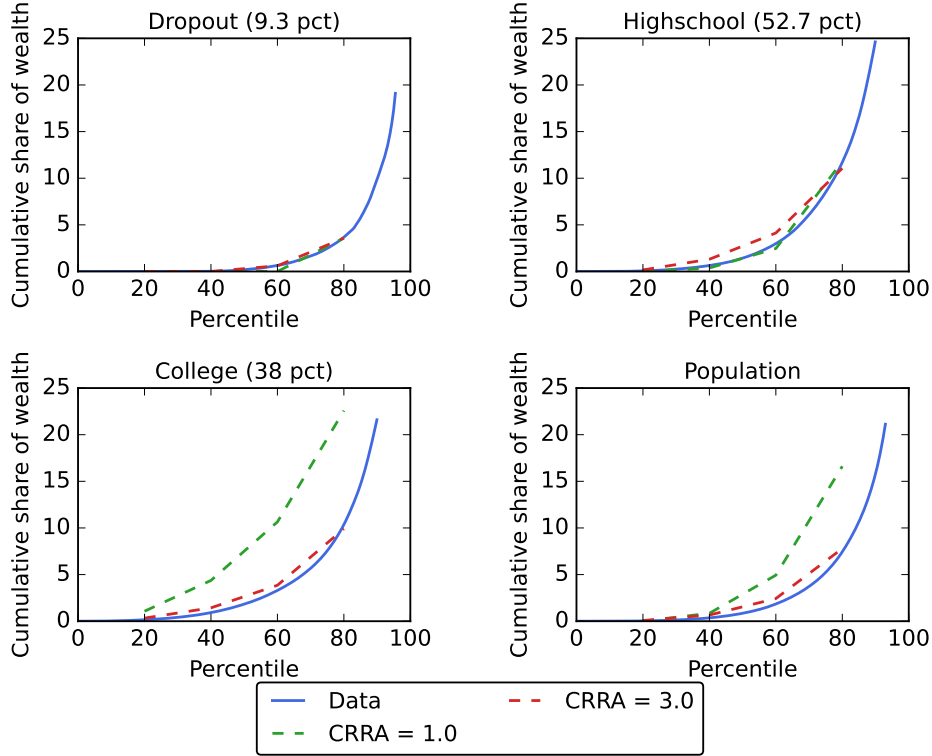 Dropout (9.3 pct)
Cumulative share of wealth
25
20
15
10
5
0
0 20 40 60 80 100
Percentile
Highschool (52.7 pct)
Cumulative share of wealth
25
20
15
10
5
0
0 20 40 60 80 100
Percentile
College (38 pct)
Cumulative share of wealth
25
20
15
10
5
0
0 20 40 60 80 100
Percentile
Population
Cumulative share of wealth
25
20
15
10
5
0
0 20 40 60 80 100
Percentile
Data
CRRA = 1.0
CRRA = 3.0